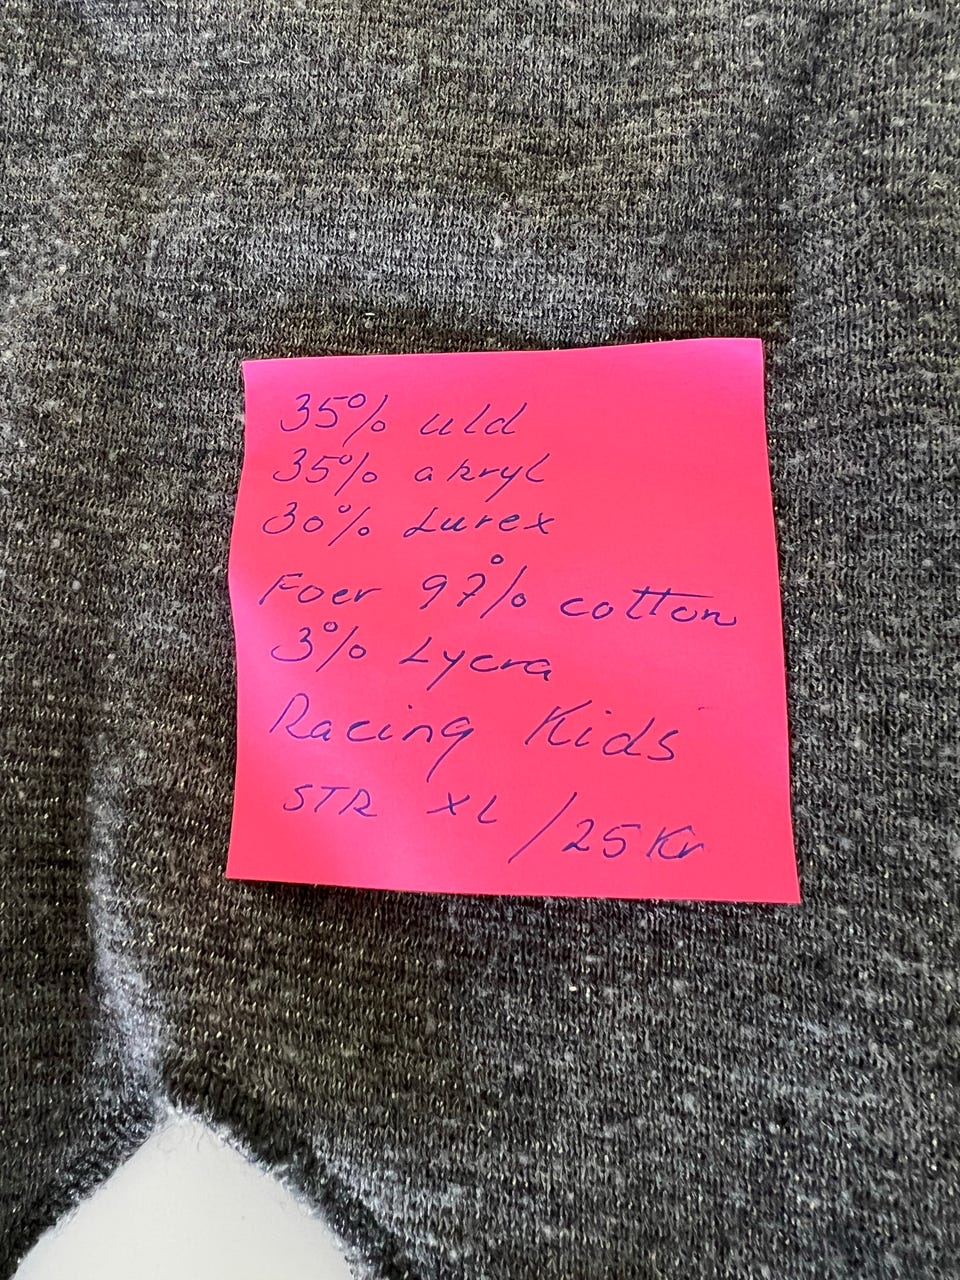 35% uld
35% akryl
30% Lurex
Foer 97% cotton
3% Lycra
Racing Kids
STR XL /25 Kr